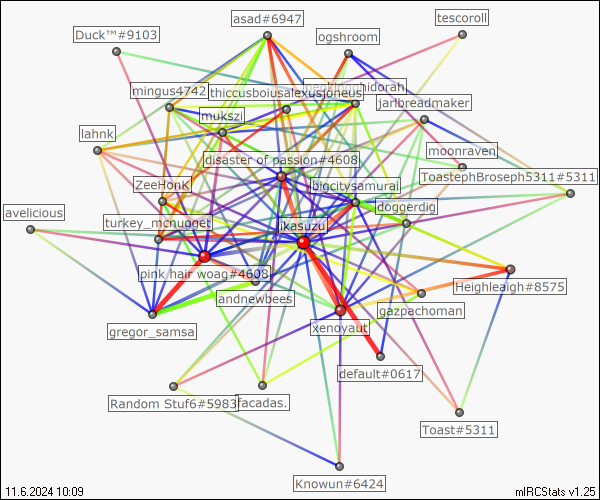 asad#6947
tescoroll
Duck™#9103
ogshroom
mingus4742
thiccusboiusalexusjoneus
jarlbreadmaker
mukszi
lahnk
moonraven
disaster of passion#4608
ToastephBroseph5311#5311
ZeeHonk
bigcitysamurai
avelicious
doggerdig
turkey_mcnugget
ikasuzu
pink hair woag#4608
Heighleaigh#8575
andnewbees
gazpachoman
gregor_samsa
xenoyaut
default#0617
Random Stuf6#5983
facadas.
Toast#5311
Knowun#6424
11.6.2024 10:09
mIRCStats v1.25